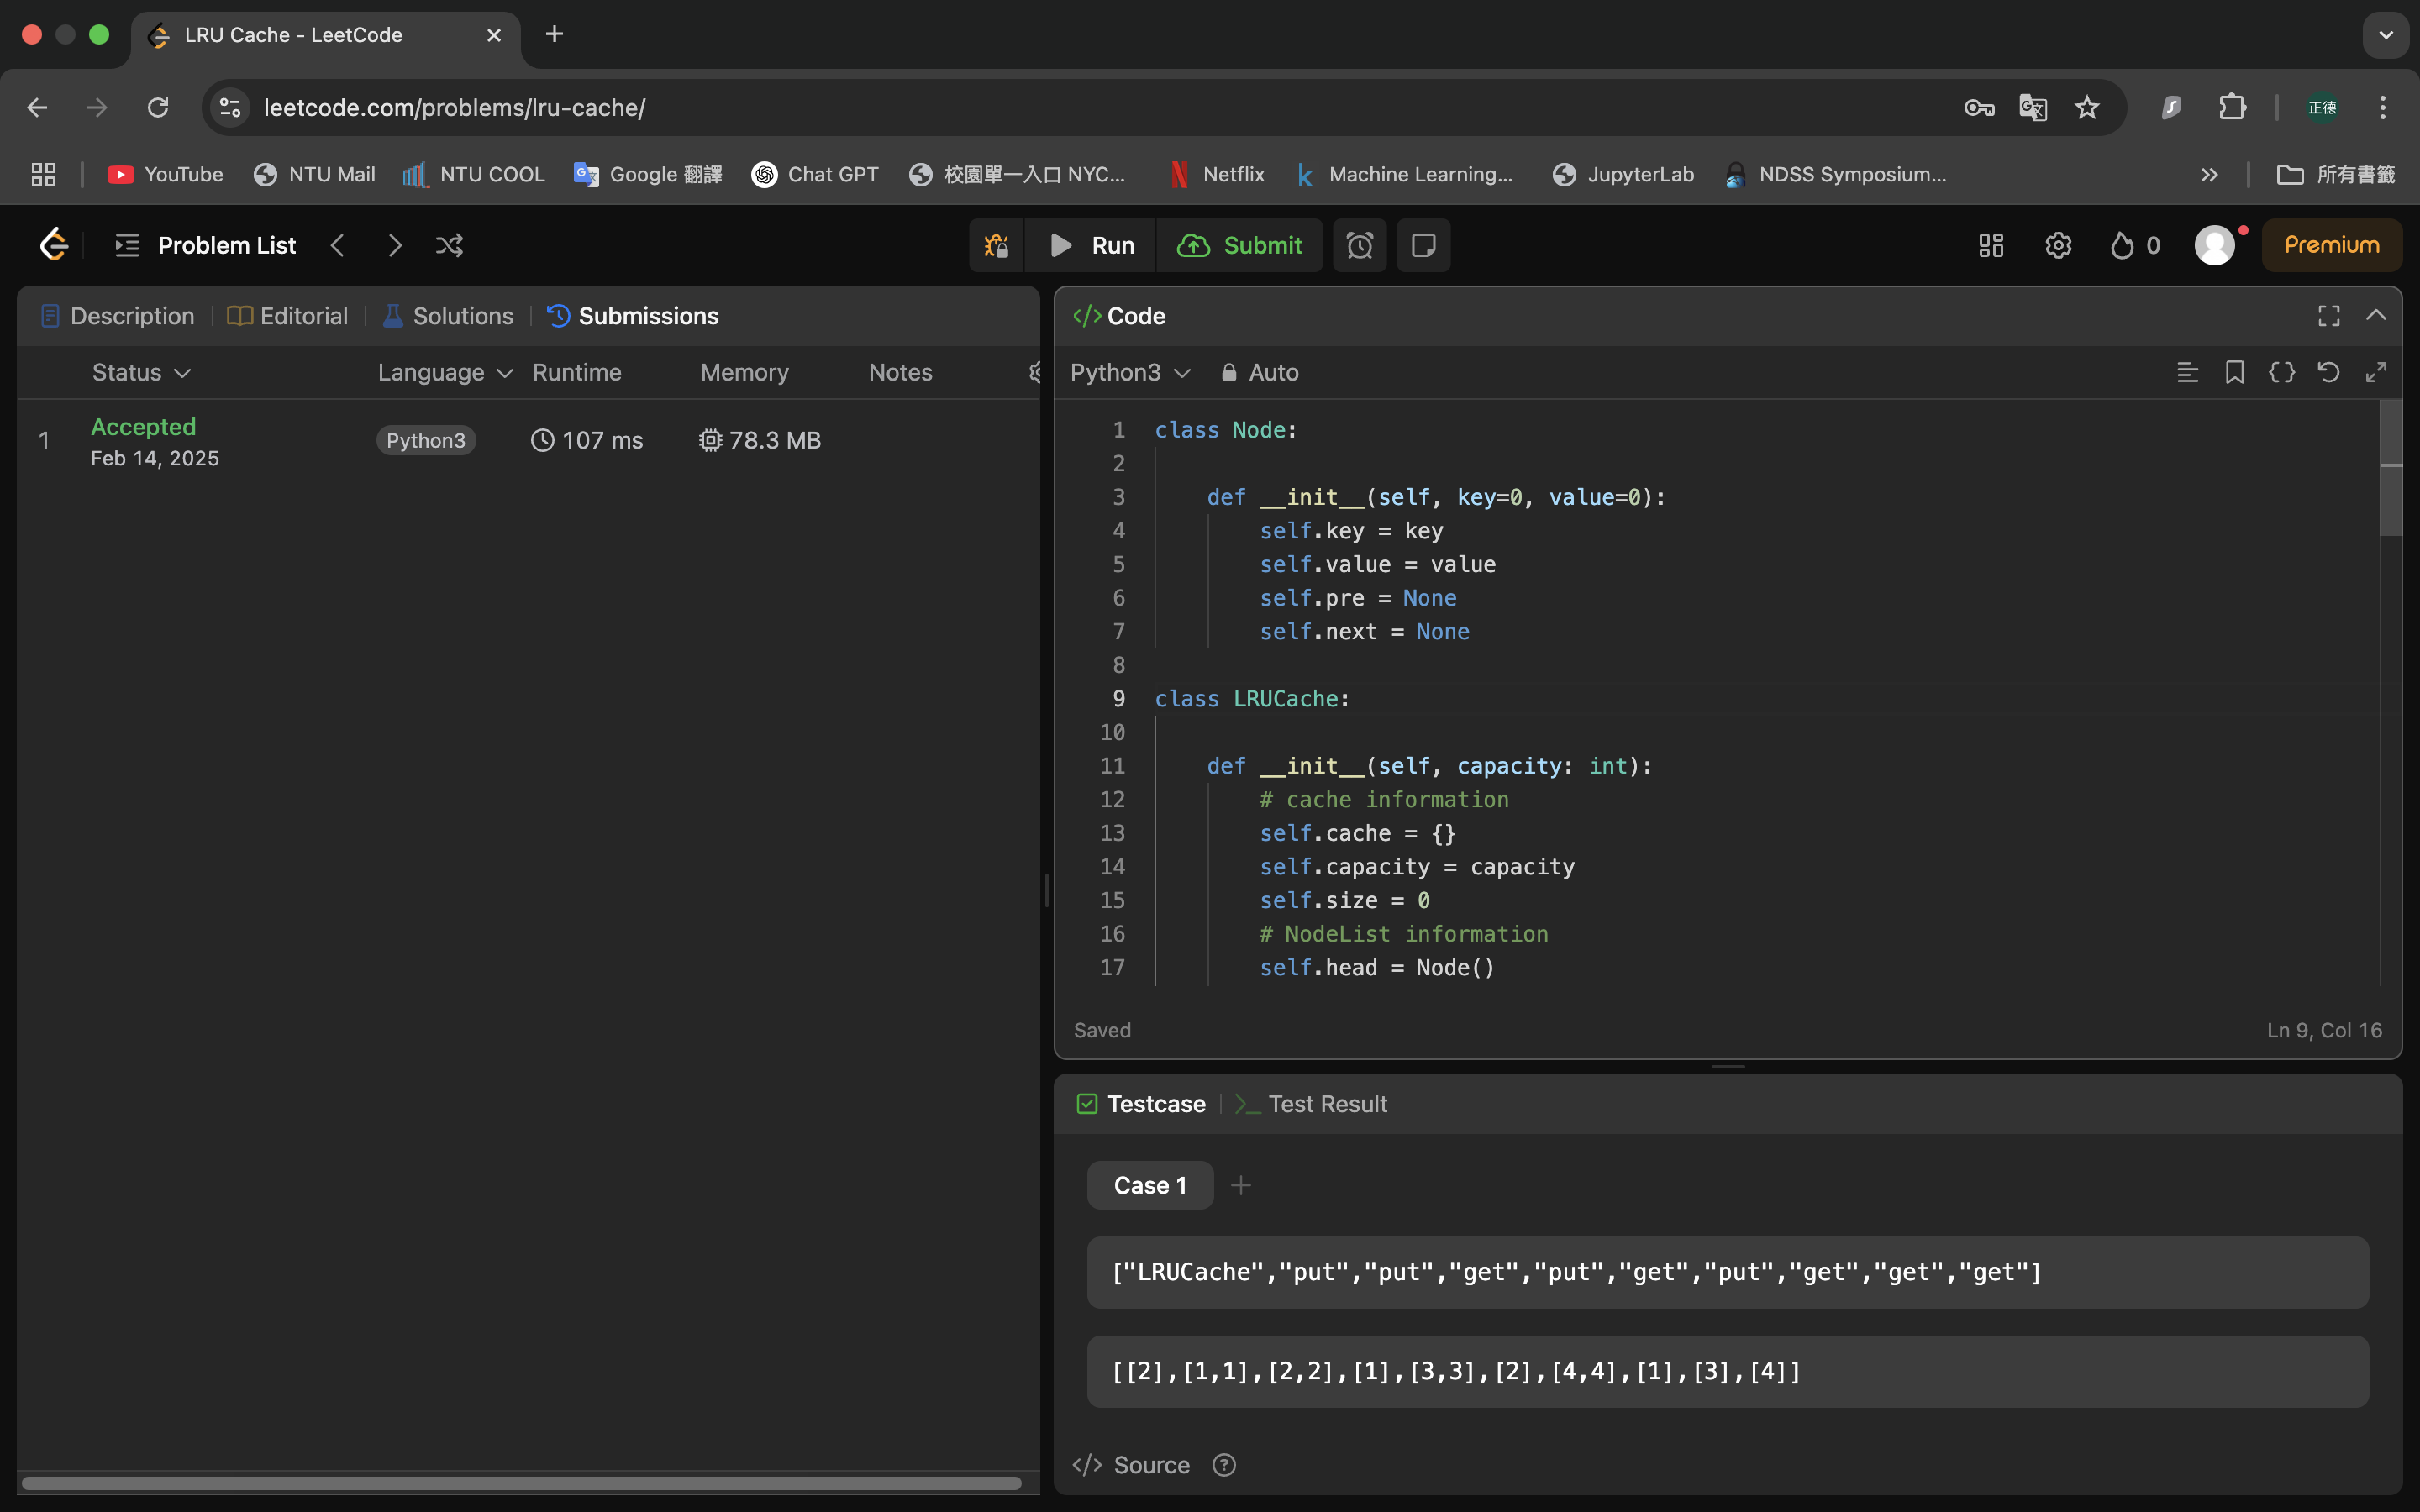 LRU Cache - LeetCode
leetcode.com/problems/lru-cache/
正德
YouTube
NTU Mail
NTU COOL
Google 翻譯
Chat GPT
校園單一入口 NYC...
Netflix
Machine Learning...
JupyterLab
NDSS Symposium...
所有書籤
Problem List
Run
Submit
0
Premium
Description
Editorial
Solutions
Submissions
Status
Language
Runtime
Memory
Notes
1
Accepted
Feb 14, 2025
Python3
107 ms
78.3 MB
</> Code
Python3
Auto
1 class Node:
2
3 def __init__(self, key=0, value=0):
4 self.key = key
5 self.value = value
6 self.pre = None
7 self.next = None
8
9 class LRUCache:
10
11 def __init__(self, capacity: int):
12 # cache information
13 self.cache = {}
14 self.capacity = capacity
15 self.size = 0
16 # NodeList information
17 self.head = Node()
Saved
Ln 9, Col 16
Testcase
Test Result
Case 1
["LRUCache","put","put","get","put","get","put","get","get","get"]
[[2],[1,1],[2,2],[1],[3,3],[2],[4,4],[1],[3],[4]]
</> Source